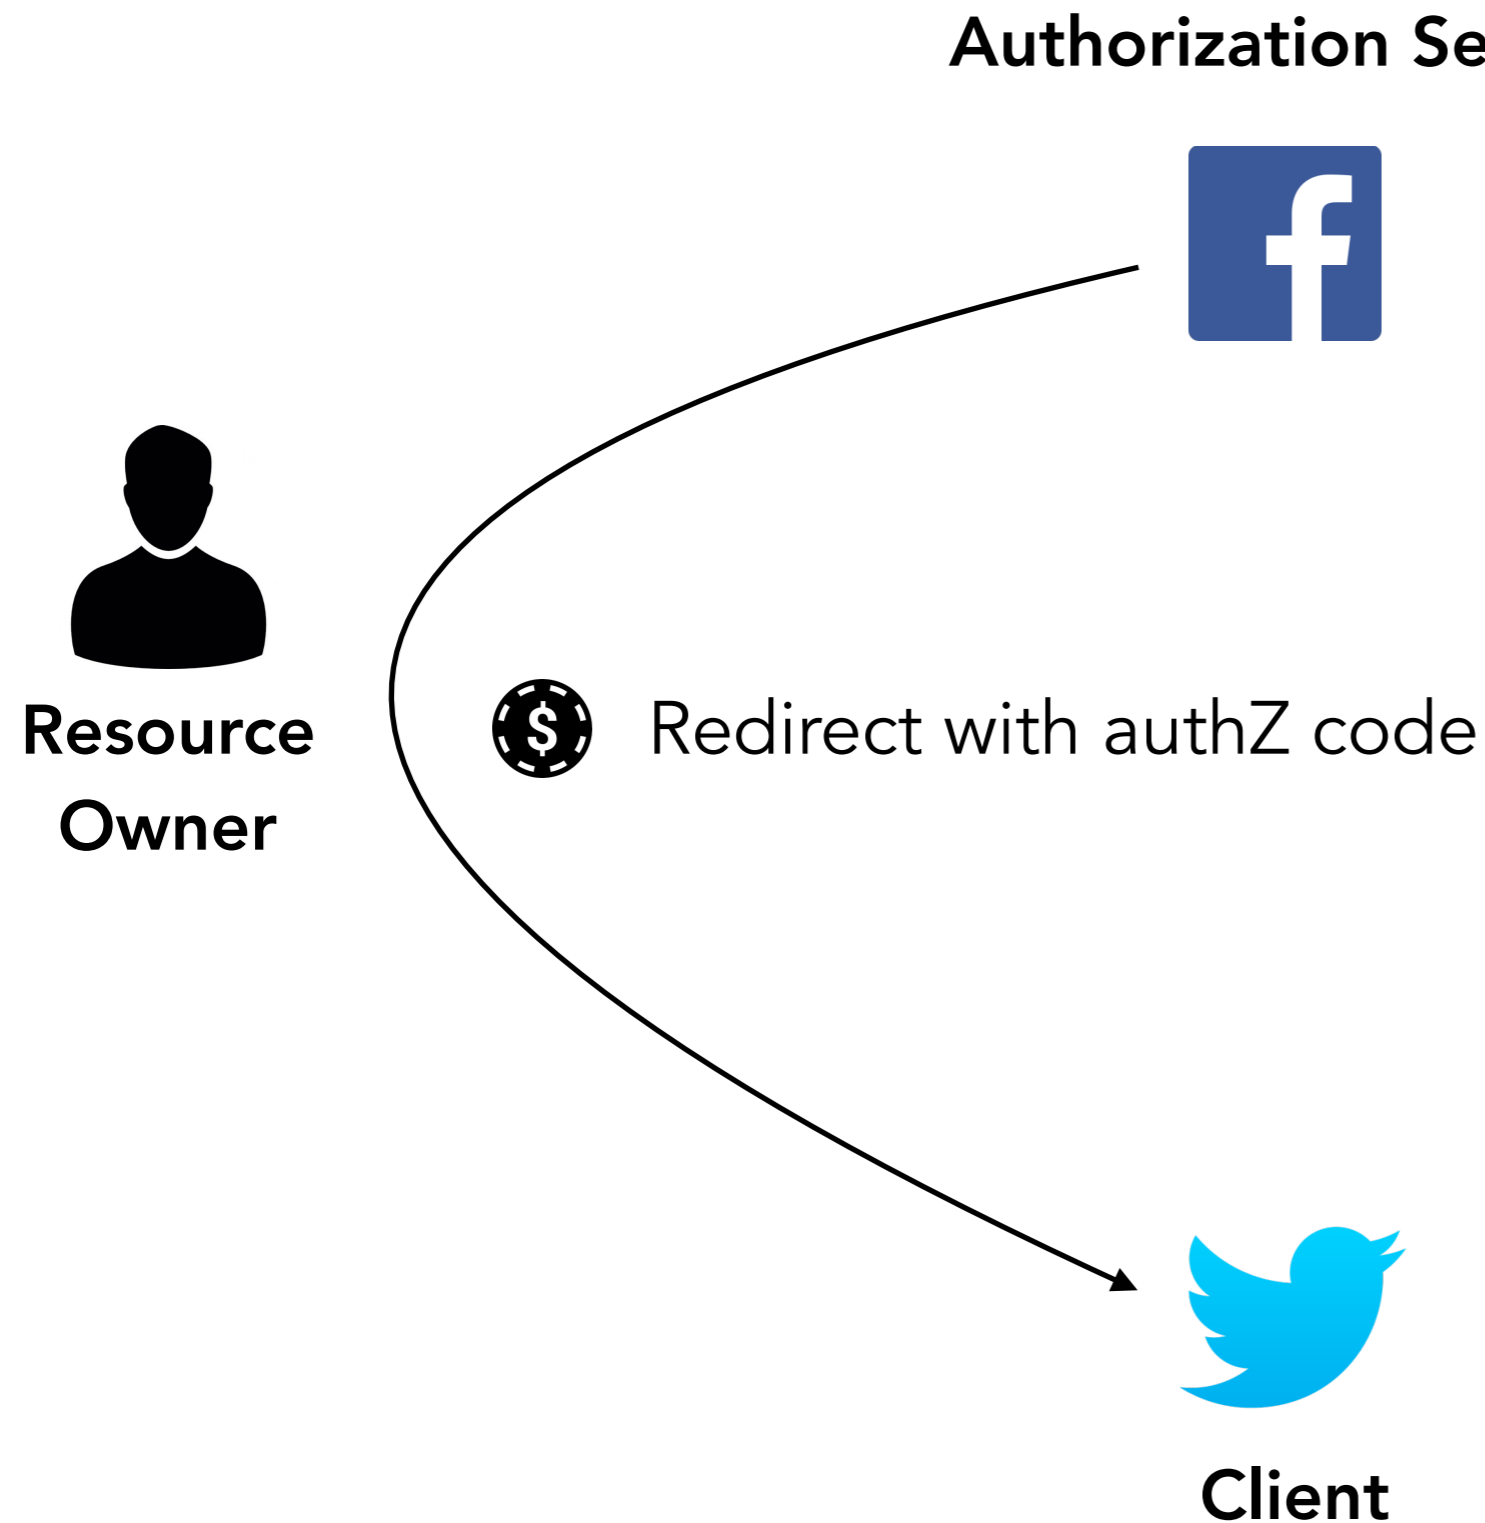 Authorization Se
Resource
Owner
$
Redirect with authZ code
Client